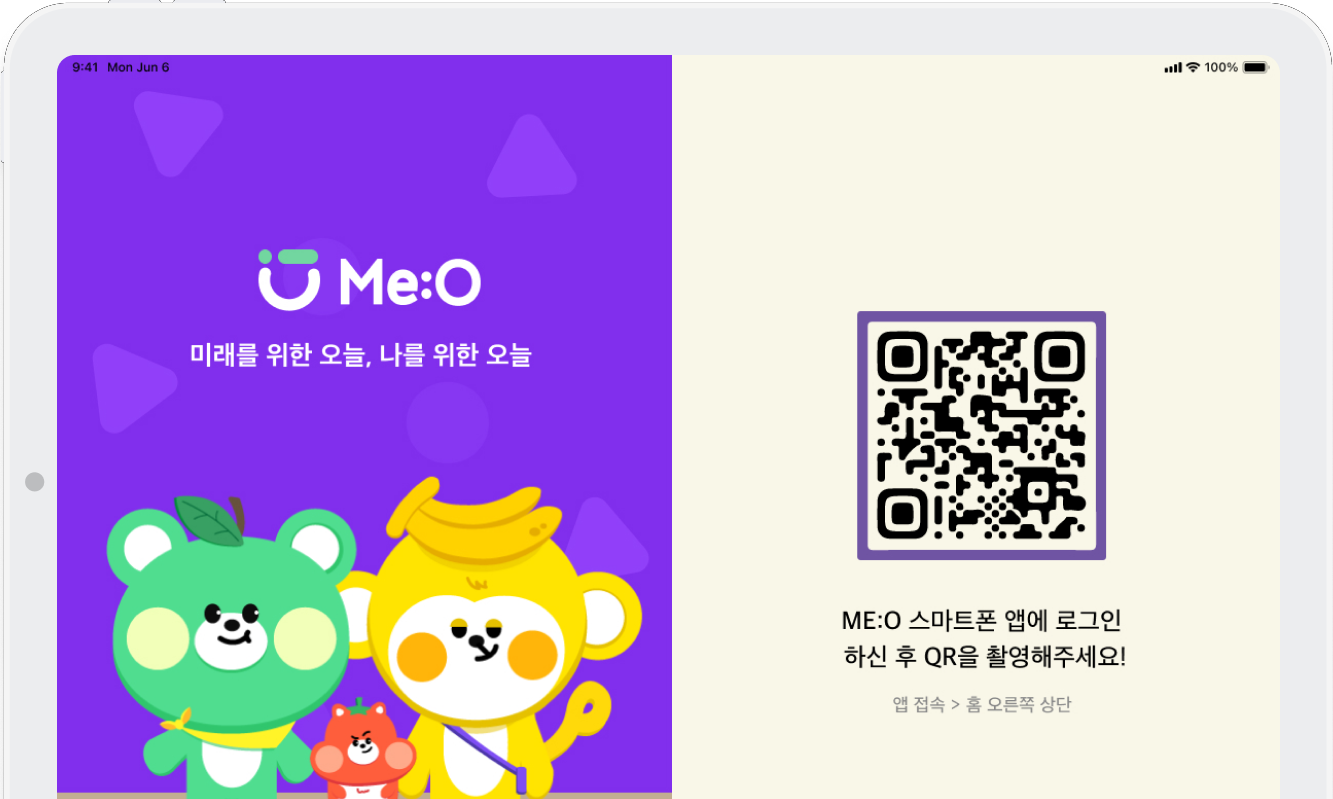 9:41 Mon Jun 6
100%
Me:O
미래를 위한 오늘, 나를 위한 오늘
ME:O 스마트폰 앱에 로그인
하신 후 QR을 촬영해주세요!
앱 접속 > 홈 오른쪽 상단